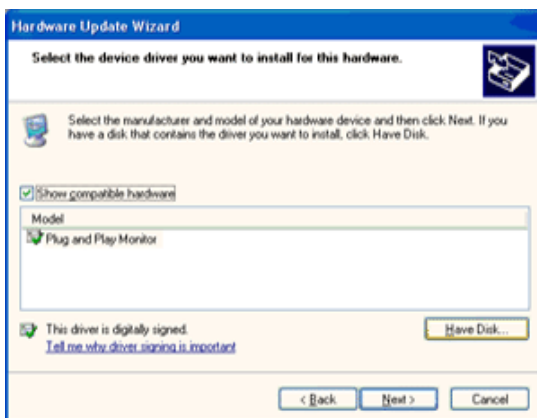 Hardware Update Wizard
Select the device driver you want to install for this hardware.
Select the manufacturer and model of your hardware device and then click Next. If you
have a disk that contains the driver you want to install, click Have Disk.
Show compatible hardware
Model
Plug and Play Monitor
This driver is digitally signed.
Have Disk...
Tell me why driver signing is important
< Back
Next >
Cancel